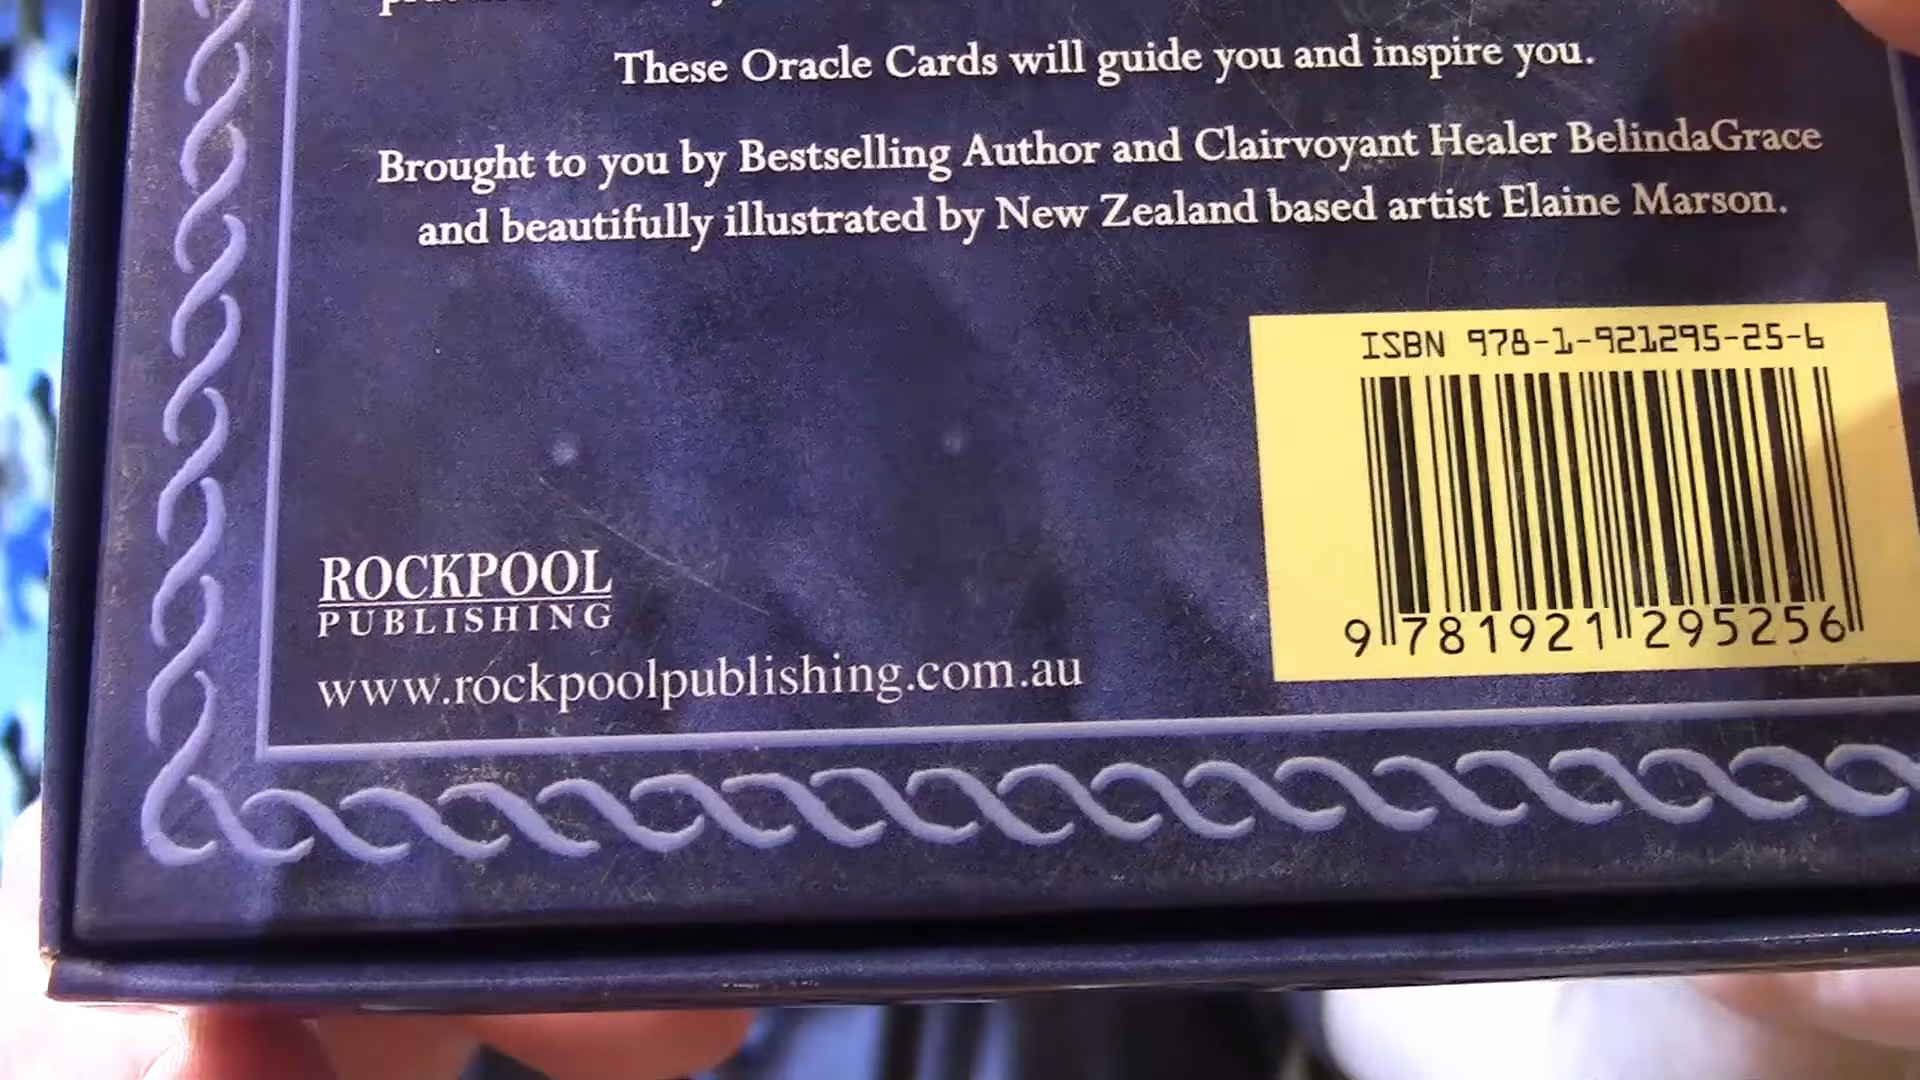 These Oracle Cards will guide you and inspire you.
Brought to you by Bestselling Author and Clairvoyant Healer BelindaGrace
and beautifully illustrated by New Zealand based artist Elaine Marson.
ISBN 978-1-921295-25-6
9 781921 295256
ROCKPOOL
PUBLISHING
www.rockpoolpublishing.com.au